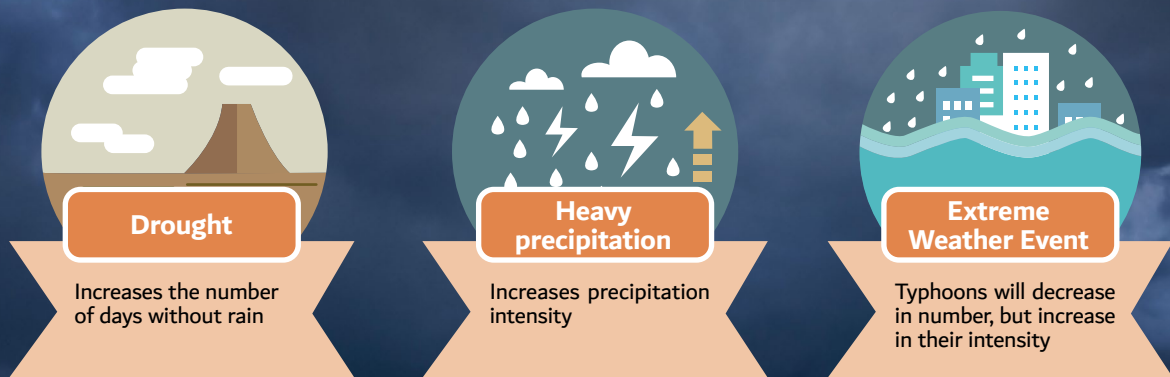 Drought
Increases the number
of days without rain
Heavy
precipitation
Increases precipitation
intensity
Extreme
Weather Event
Typhoons will decrease
in number, but increase
in their intensity